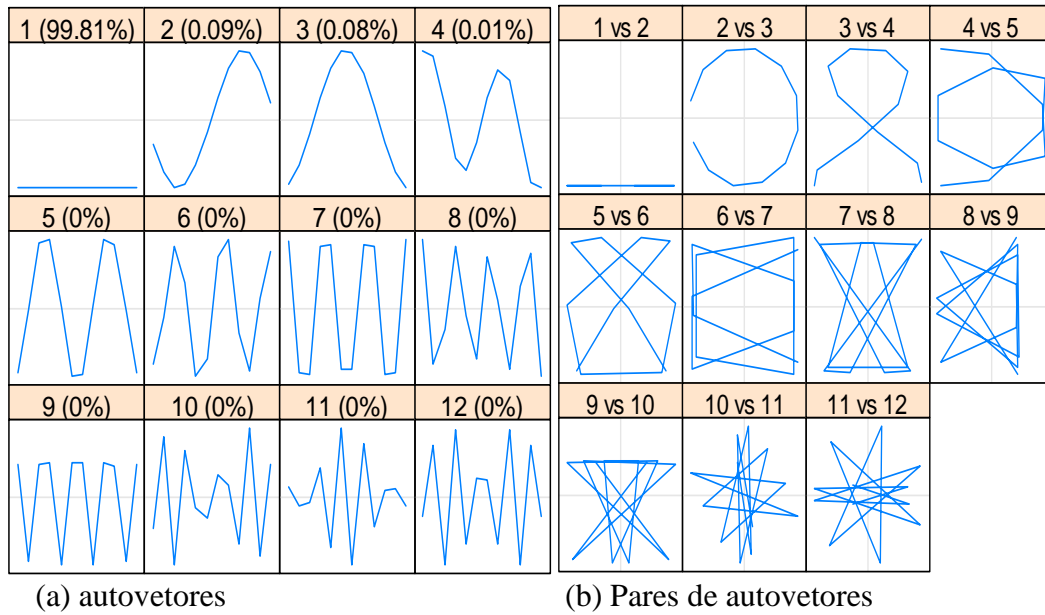 1 (99.81%) 2 (0.09%) 3 (0.08%) 4 (0.01%)
5 (0%) 6 (0%) 7 (0%) 8 (0%)
9 (0%) 10 (0%) 11 (0%) 12 (0%)
(a) autovetores
1 vs 2 2 vs 3 3 vs 4 4 vs 5
5 vs 6 6 vs 7 7 vs 8 8 vs 9
9 vs 10 10 vs 11 11 vs 12
(b) Pares de autovetores